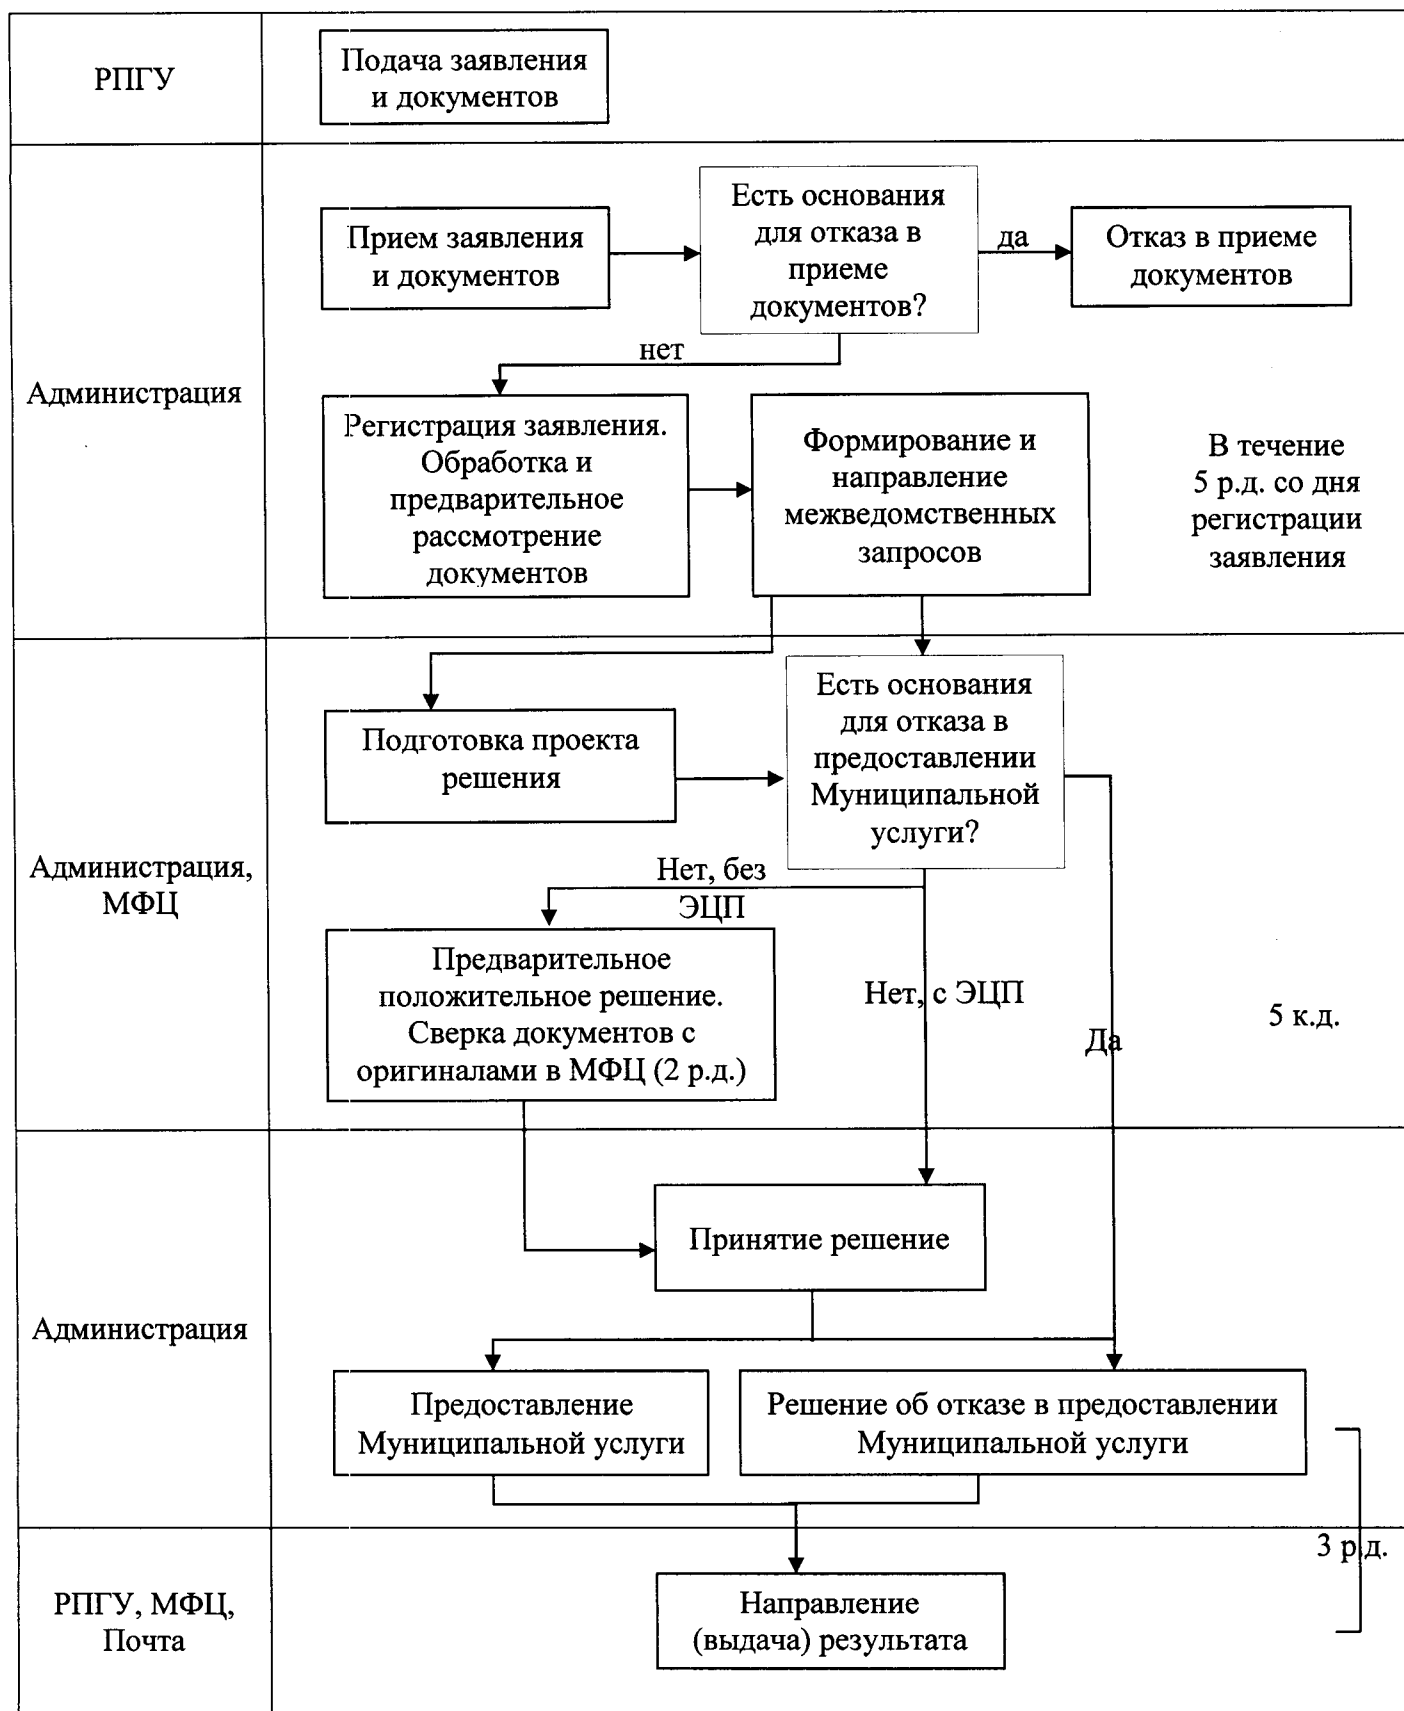 РПГУ
Подача заявления
и документов
Администрация
Прием заявления
и документов
Есть основания
для отказа в
приеме
документов?
да
Отказ в приеме
документов
нет
Регистрация заявления.
Обработка и
предварительное
рассмотрение
документов
Формирование и
направление
межведомственных
запросов
В течение
5 р.д. со дня
регистрации
заявления
Администрация,
МФЦ
Подготовка проекта
решения
Есть основания
для отказа в
предоставлении
Муниципальной
услуги?
Нет, без
ЭЦП
Предварительное
положительное решение.
Сверка документов с
оригиналами в МФЦ (2 р.д.)
Нет, с ЭЦП
Да
5 к.д.
Администрация
Принятие решение
Предоставление
Муниципальной услуги
Решение об отказе в предоставлении
Муниципальной услуги
3 р.д.
РПГУ, МФЦ,
Почта
Направление
(выдача) результата